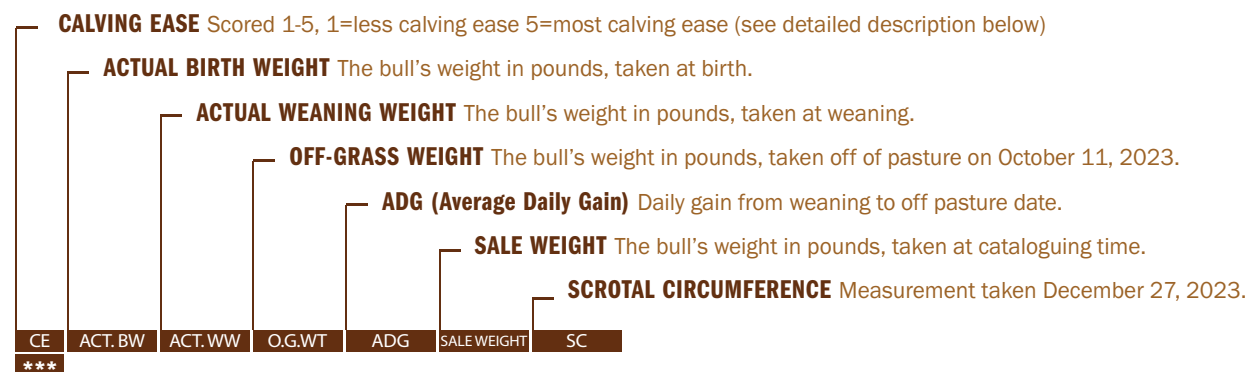 CALVING EASE Scored 1-5, 1=less calving ease 5=most calving ease (see detailed description below)
ACTUAL BIRTH WEIGHT The bull's weight in pounds, taken at birth.
ACTUAL WEANING WEIGHT The bull's weight in pounds, taken at weaning.
OFF-GRASS WEIGHT The bull's weight in pounds, taken off of pasture on October 11, 2023.
ADG (Average Daily Gain) Daily gain from weaning to off pasture date.
SALE WEIGHT The bull's weight in pounds, taken at cataloguing time.
SCROTAL CIRCUMFERENCE Measurement taken December 27, 2023.
CE ACT. BW ACT. WW O.G.WT ADG SALE WEIGHT SC
***